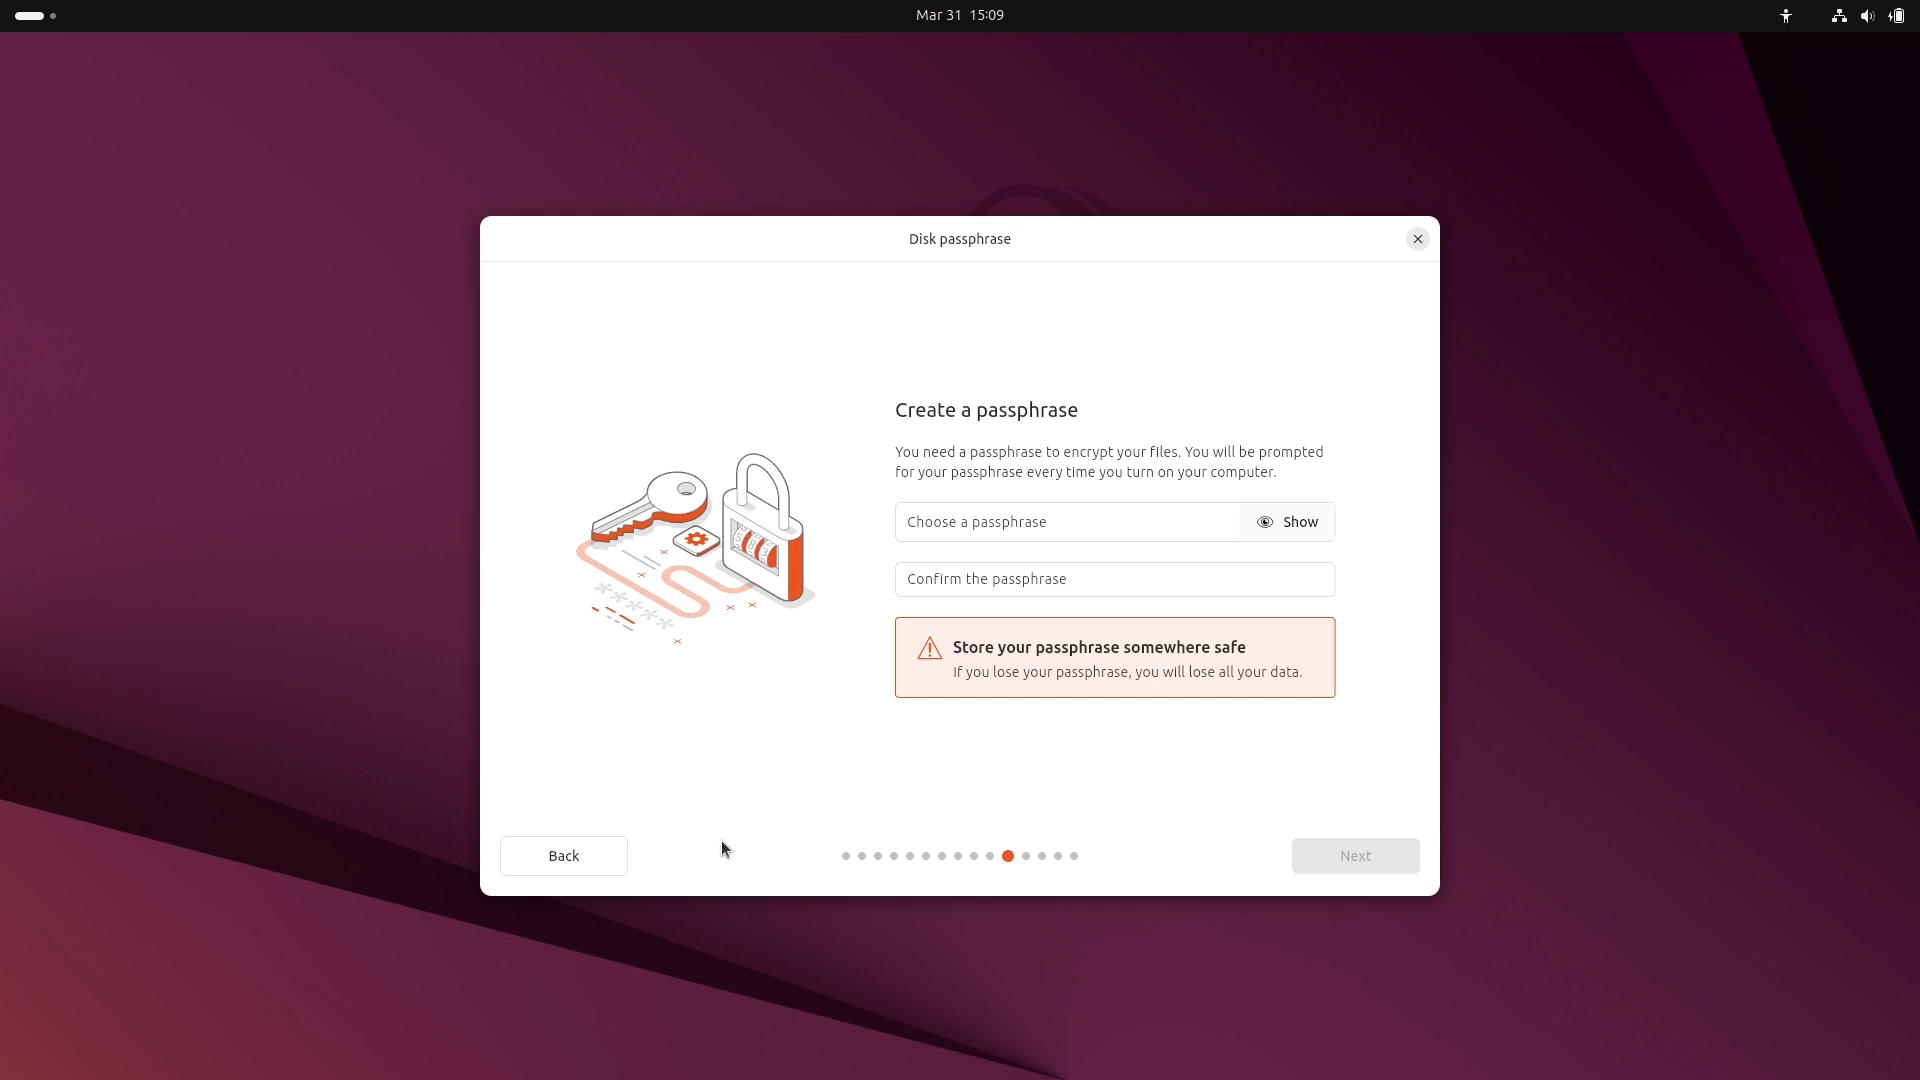 Mar 31 15:09
Disk passphrase
Create a passphrase
You need a passphrase to encrypt your files. You will be prompted
for your passphrase every time you turn on your computer.
Choose a passphrase
Show
Confirm the passphrase
Store your passphrase somewhere safe
If you lose your passphrase, you will lose all your data.
Back
Next